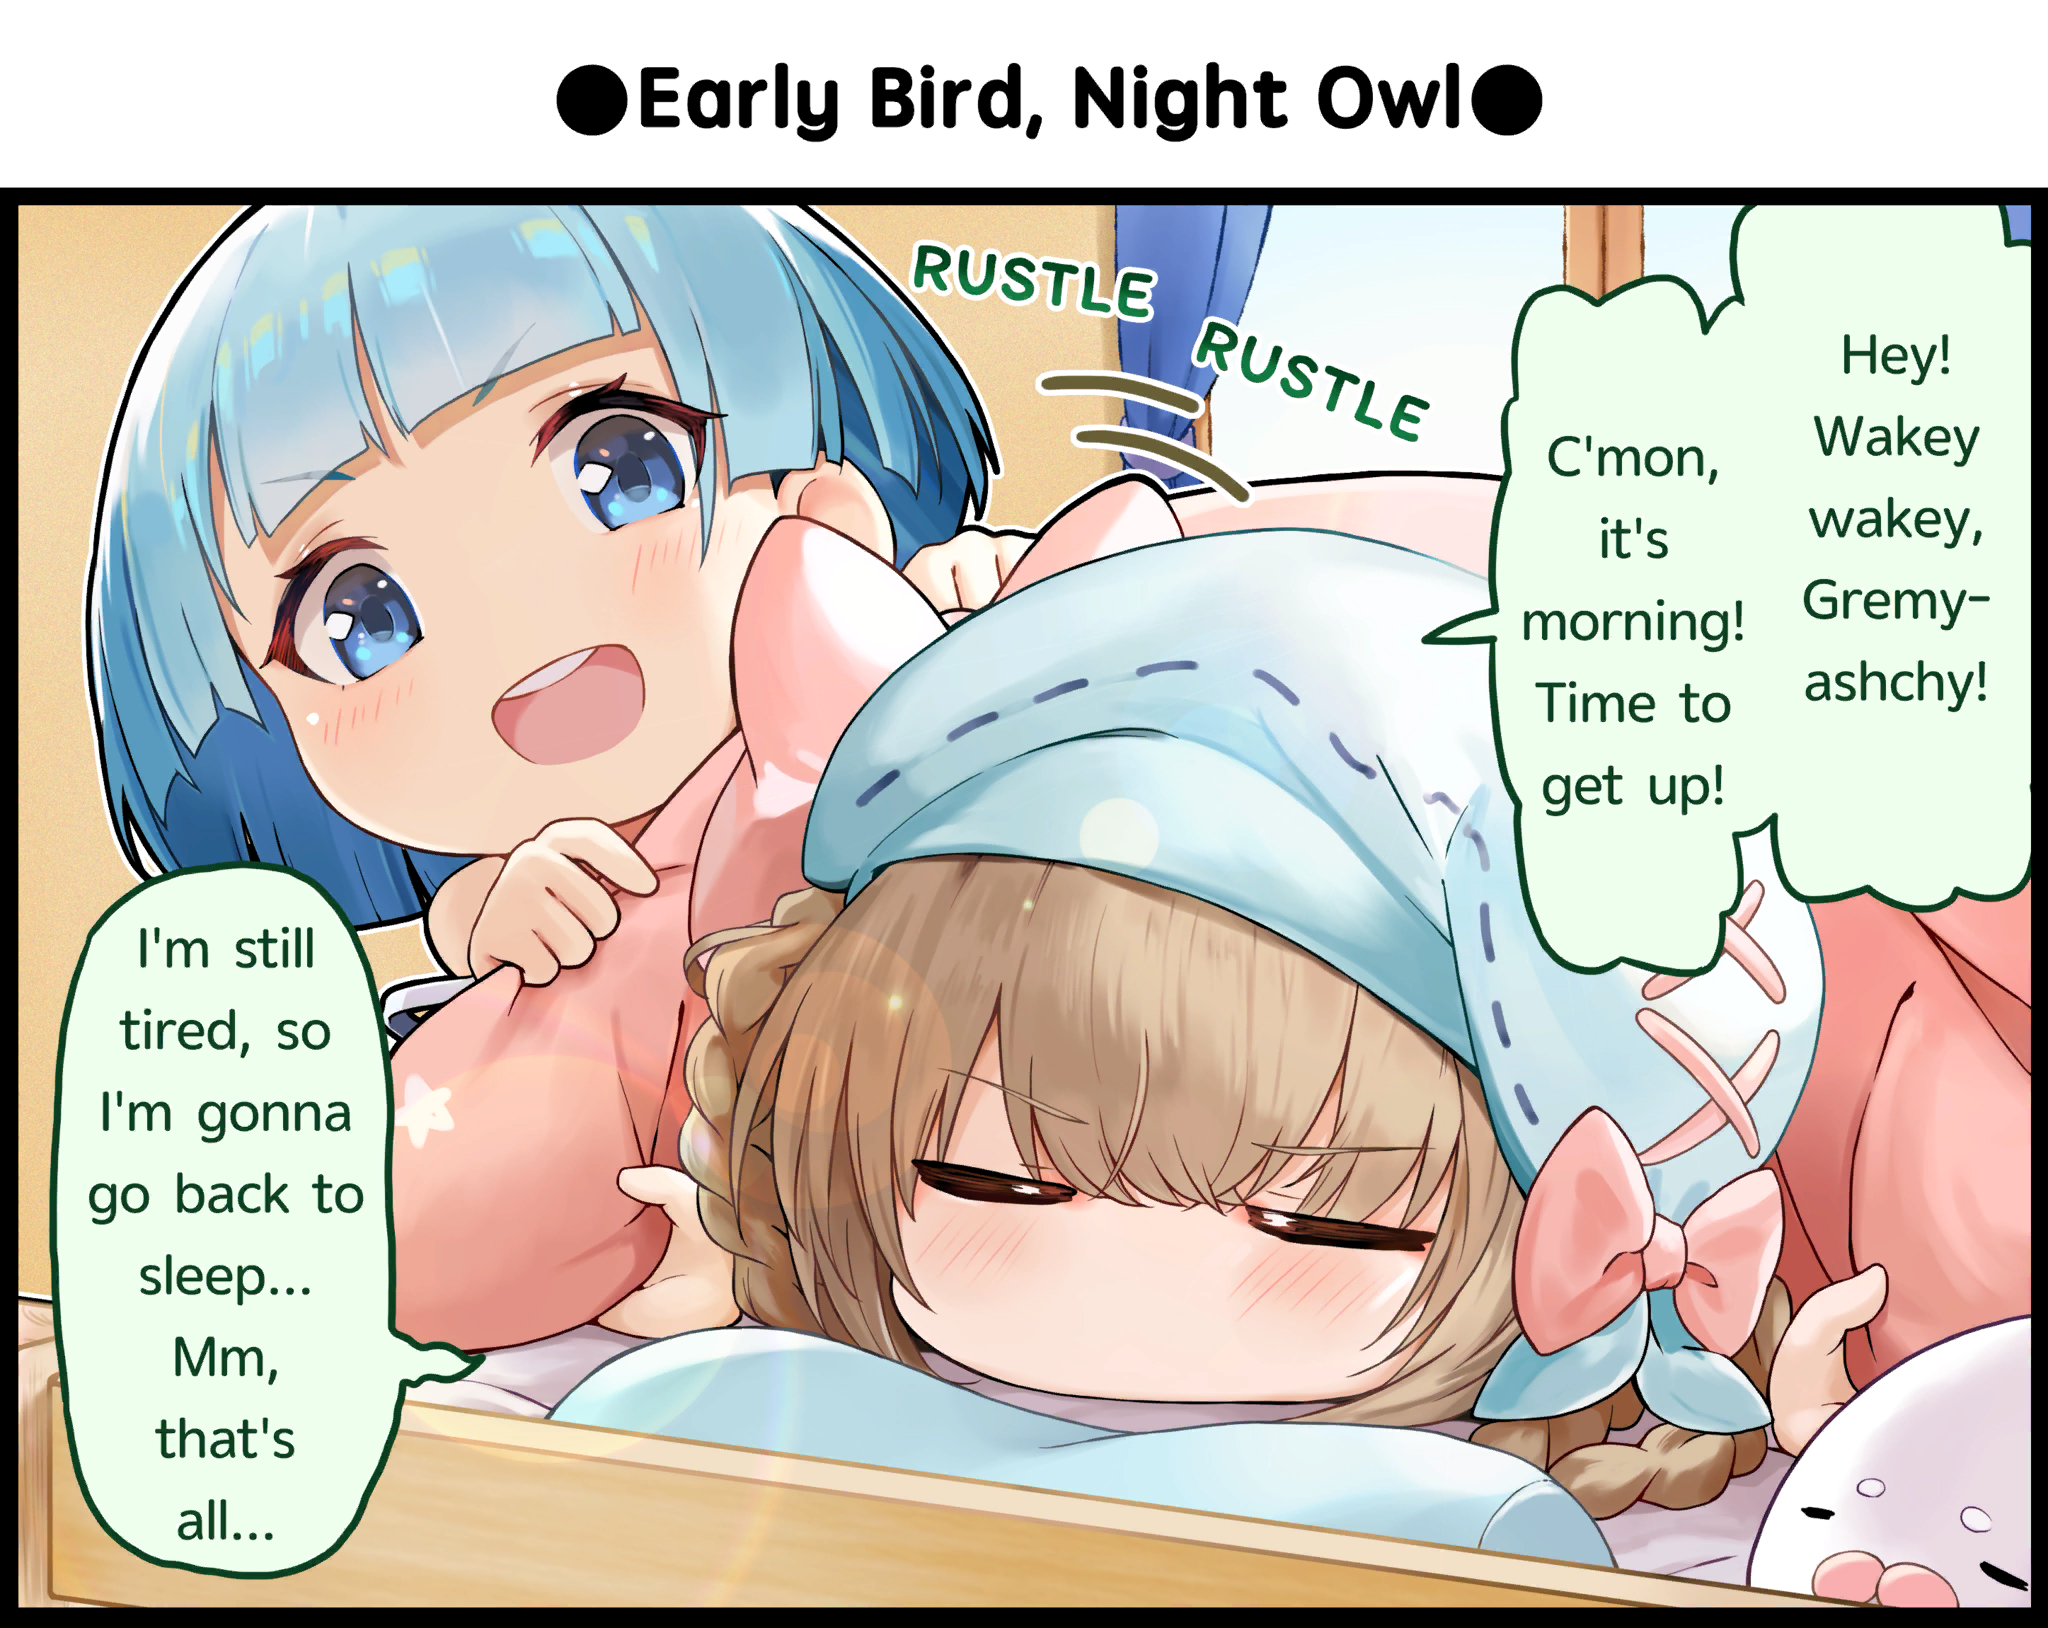 ●Early Bird, Night Owl●
RUSTLE
RUSTLE
Hey!
Wakey
wakey,
Gremy-
ashchy!
C'mon,
it's
morning!
Time to
get up!
I'm still
tired, so
I'm gonna
go back to
sleep...
Mm,
that's
all...